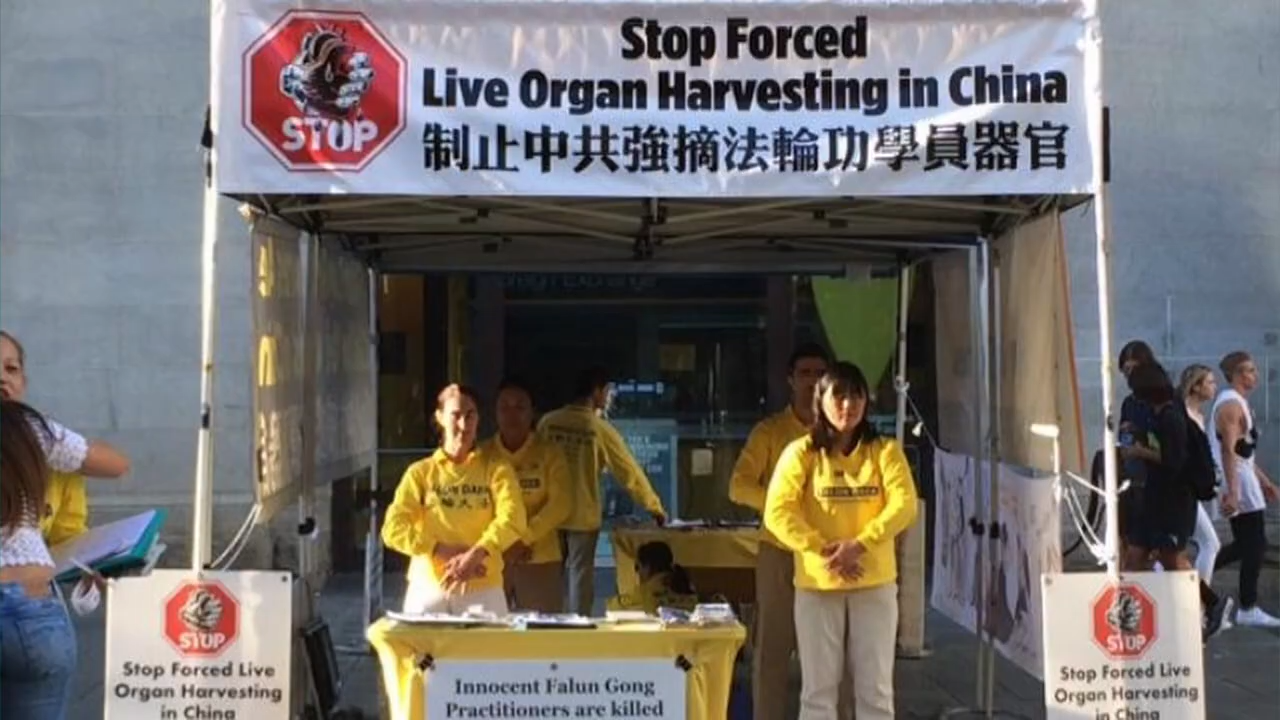 STOP
Stop Forced
Live Organ Harvesting in China
制止中共強摘法輪功學員器官
STOP
Stop Forced Live
Organ Harvesting
in China
Innocent Falun Gong
Practitioners are killed
STOP
Stop Forced Live
Organ Harvesting
in China